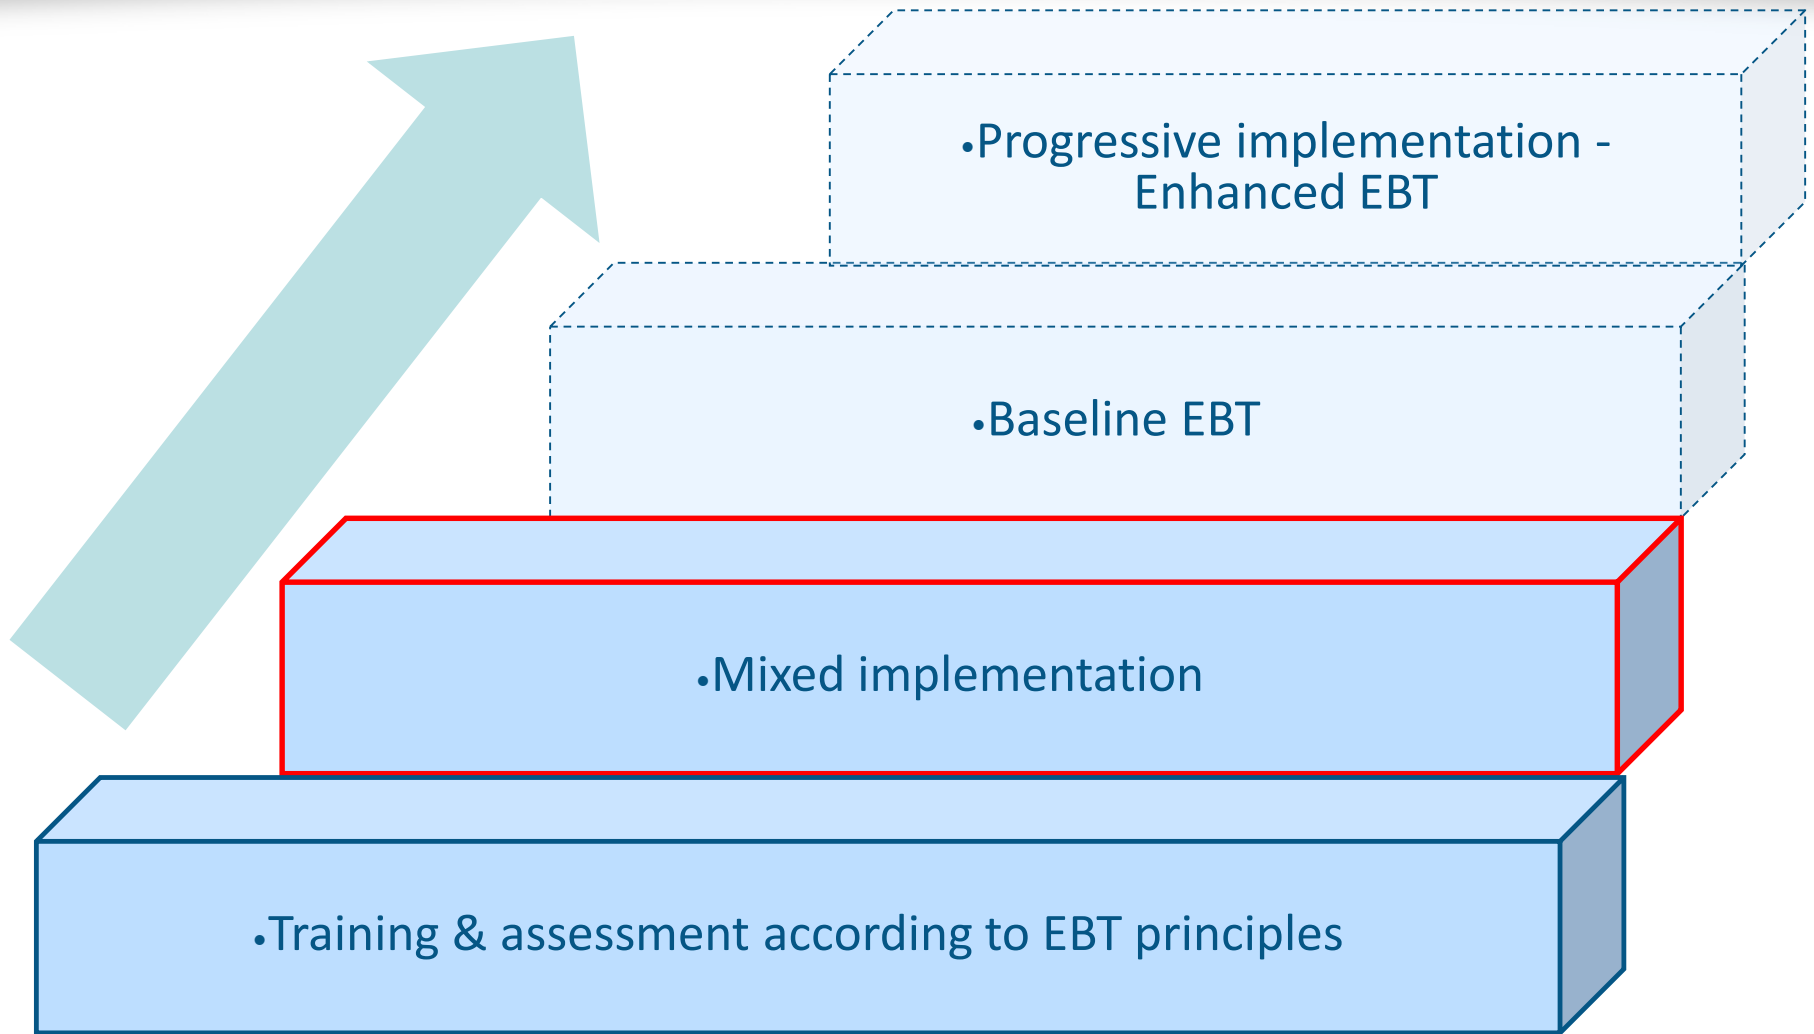 •Progressive implementation -
Enhanced EBT
•Baseline EBT
•Mixed implementation
•Training & assessment according to EBT principles